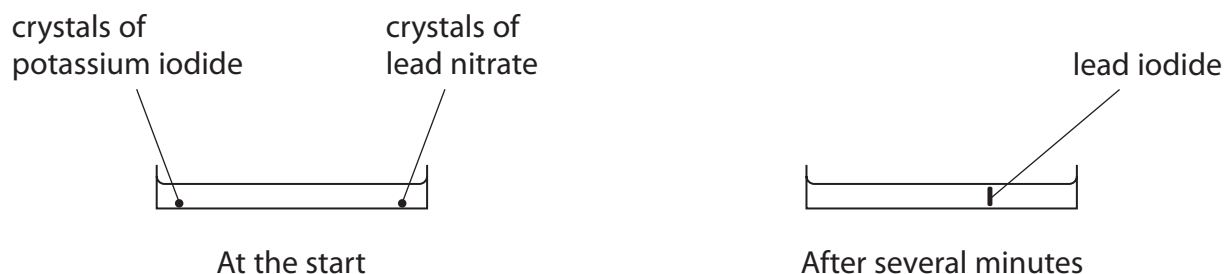 crystals of
potassium iodide
crystals of
lead nitrate
lead iodide
At the start
After several minutes